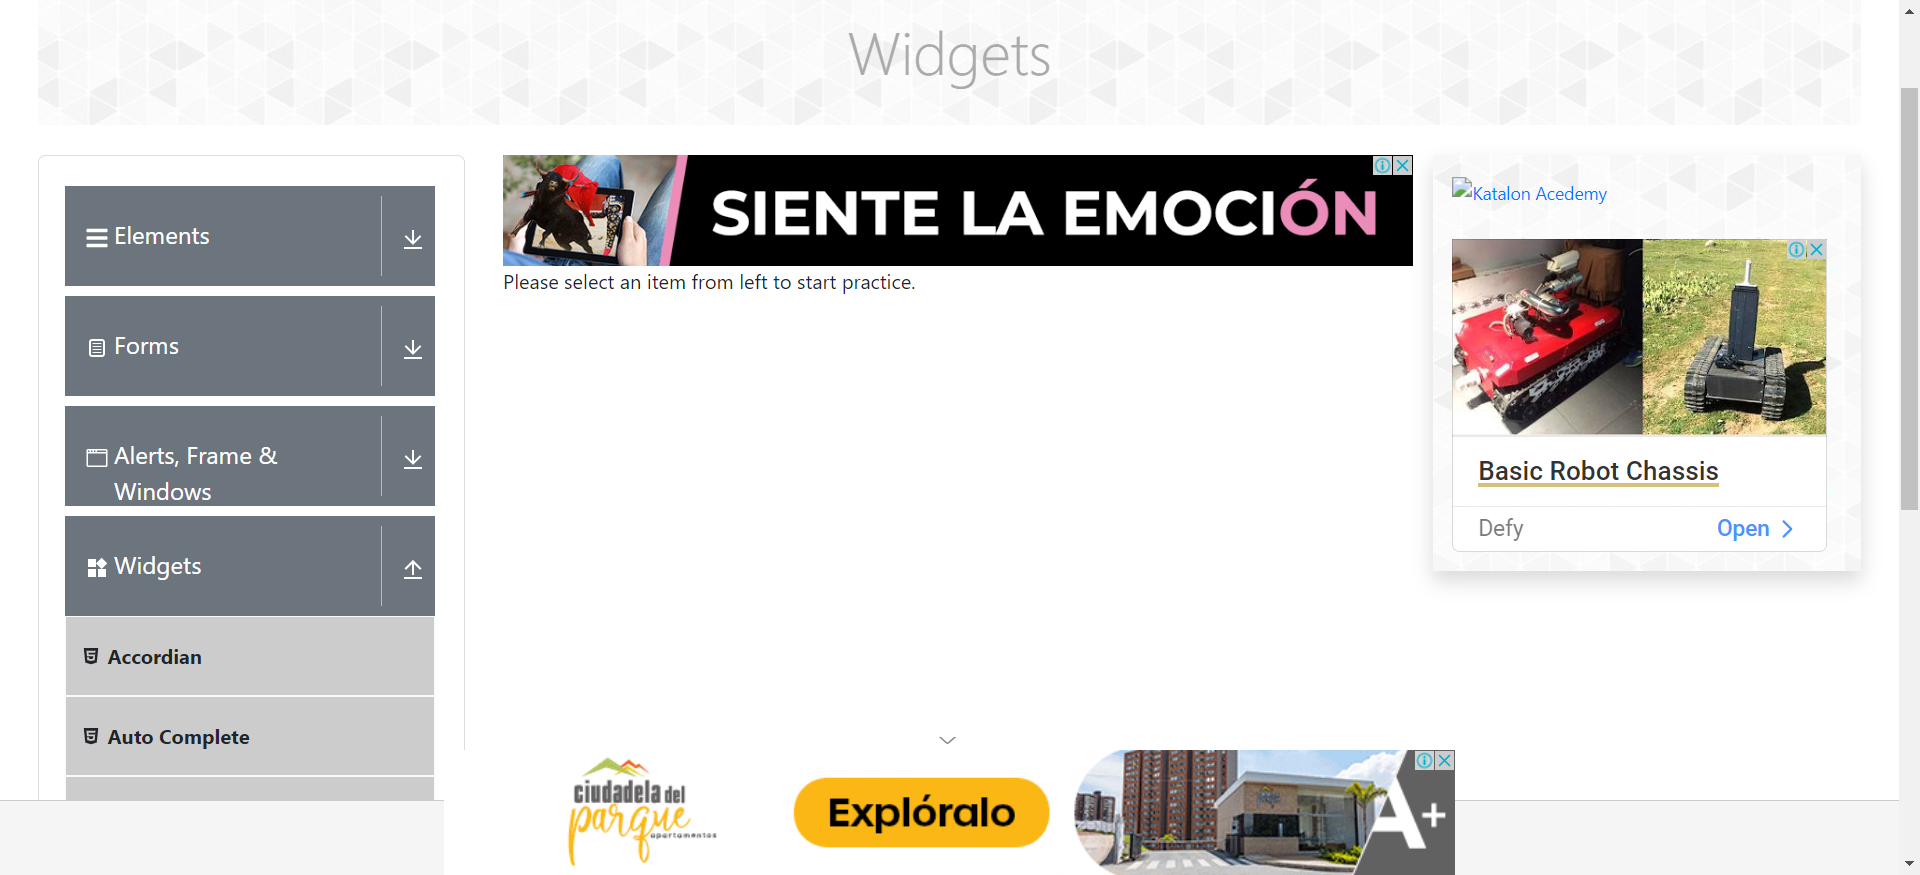 Widgets
Elements
Forms
Alerts, Frame &
Windows
Widgets
Accordian
Auto Complete
SIENTE LA EMOCIÓN
Please select an item from left to start practice.
Katalon Acedemy
Basic Robot Chassis
Defy
Open
ciudadela del
parque
apartamentos
Explóralo
A+